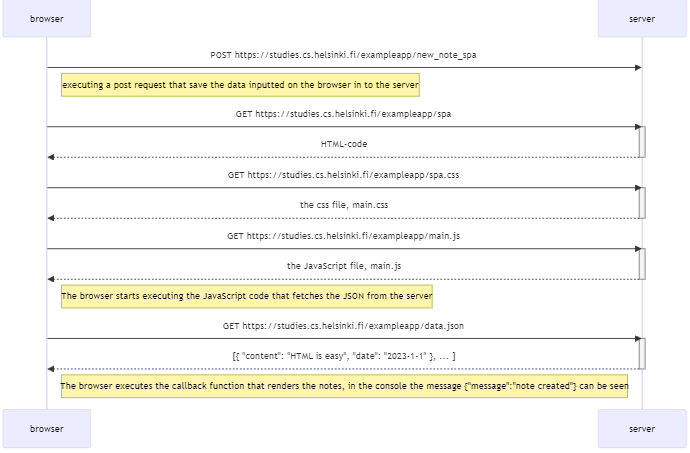 browser server
POST https://studies.cs.helsinki.fi/exampleapp/new_note_spa
executing a post request that save the data inputted on the browser in to the server
GET https://studies.cs.helsinki.fi/exampleapp/spa
HTML-code
GET https://studies.cs.helsinki.fi/exampleapp/spa.css
the css file, main.css
GET https://studies.cs.helsinki.fi/exampleapp/main.js
the JavaScript file, main.js
The browser starts executing the JavaScript code that fetches the JSON from the server
GET https://studies.cs.helsinki.fi/exampleapp/data.json
[{ "content": "HTML is easy", "date": "2023-1-1" }, ... ]
The browser executes the callback function that renders the notes, in the console the message {"message":"note created"} can be seen
browser server